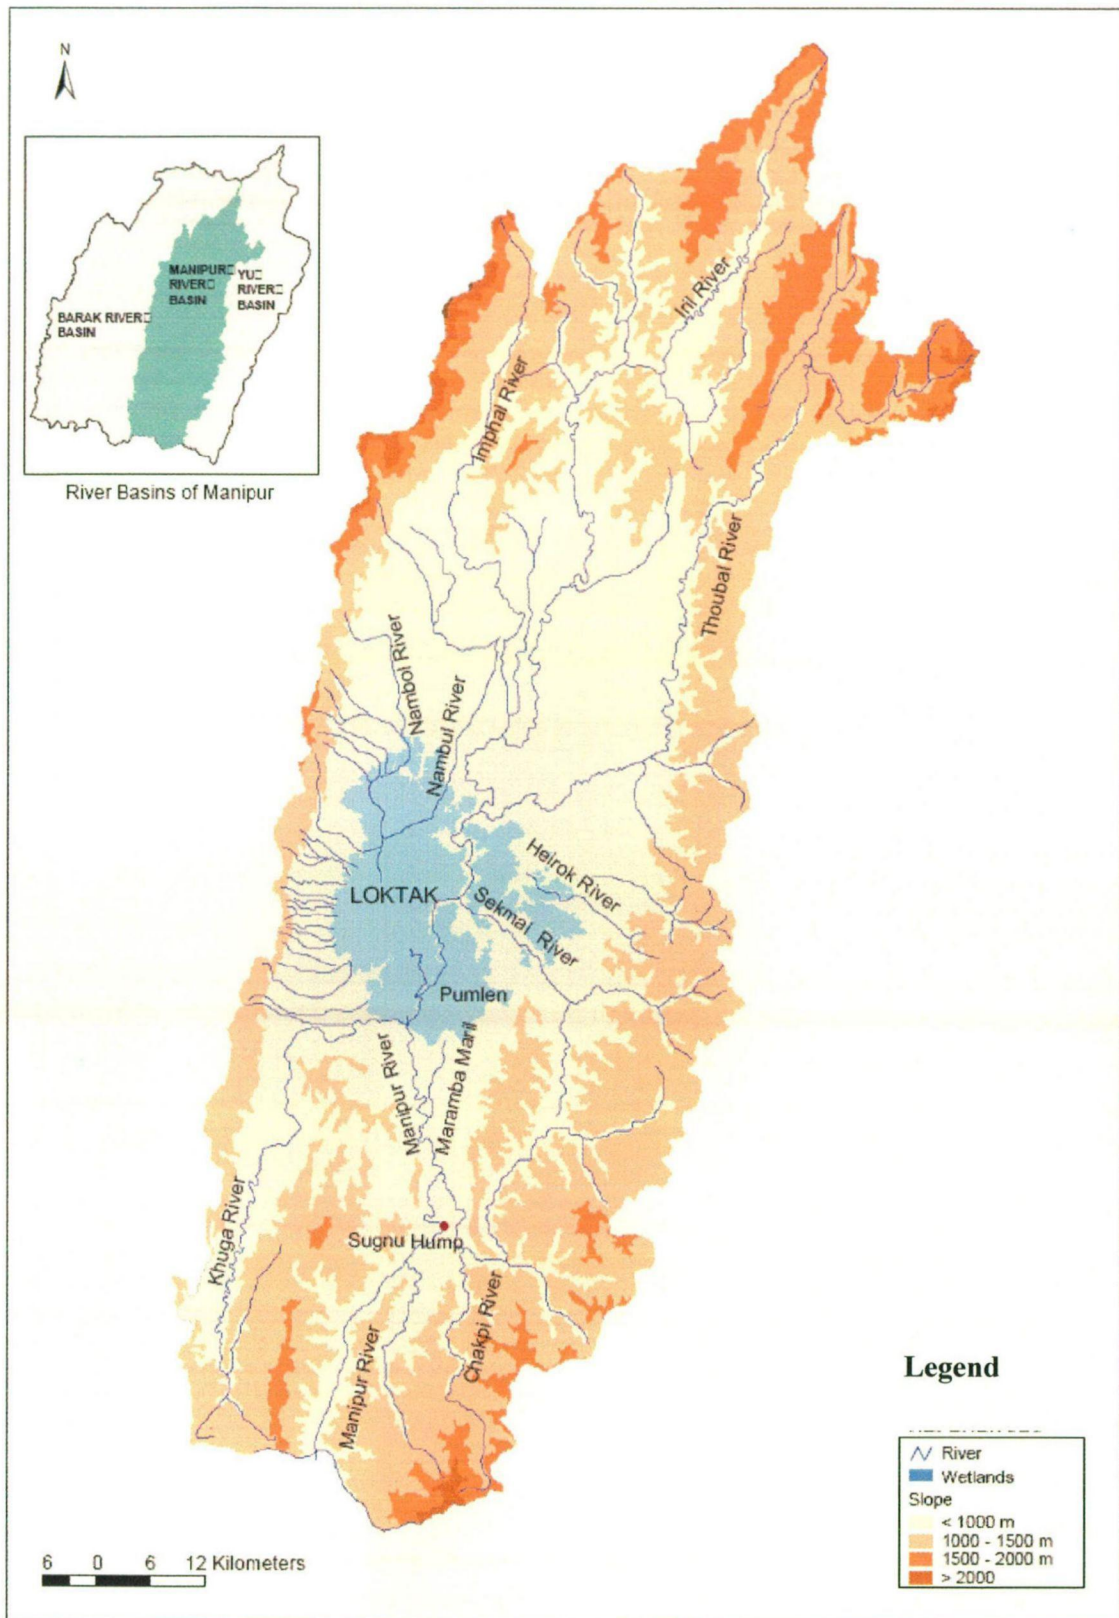 N
MANIPUR□
RIVER□
BASIN
YU□
RIVER□
BASIN
BARAK RIVER□
BASIN
River Basins of Manipur
Iril River
Imphal River
Thoubal River
Nambol River
Nambul River
Heirok River
LOKTAK
Sekmai River
Pumlen
Manipur River
Maramba Maril
Khuga River
Sugnu Hump
Chakpi River
Manipur River
Legend
River
Wetlands
Slope
< 1000 m
1000 - 1500 m
1500 - 2000 m
> 2000
6 0 6 12 Kilometers